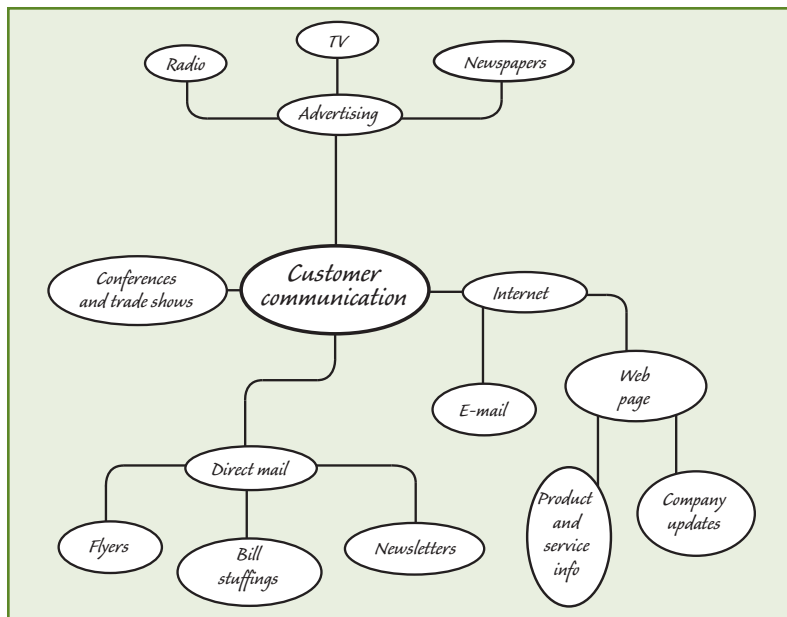 TV
Radio
Newspapers
Advertising
Customer
communication
Conferences
and trade shows
Internet
Web
page
E-mail
Direct mail
Product
and
service
info
Company
updates
Flyers
Bill
stuffings
Newsletters